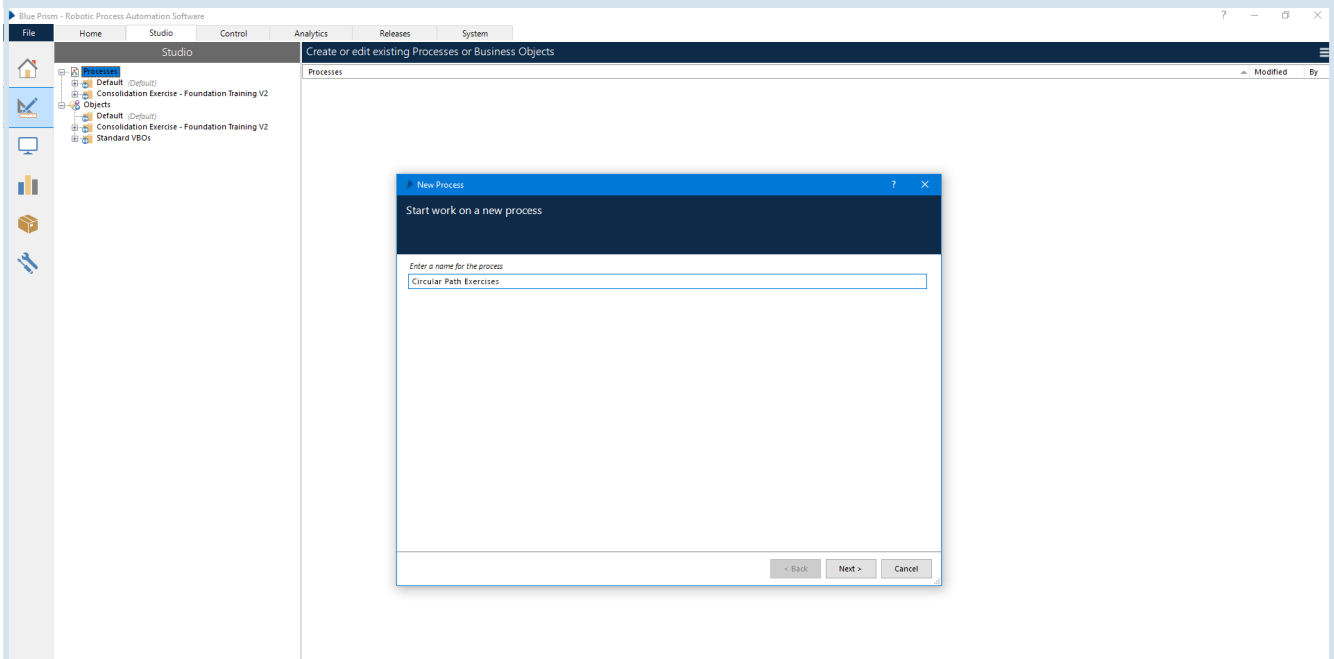 Blue Prism - Robotic Process Automation Software
?
File Home Studio Control Analytics Releases System
Studio
Create or edit existing Processes or Business Objects
Processes
Default (Default)
Consolidation Exercise - Foundation Training V2
Objects
Default (Default)
Consolidation Exercise - Foundation Training V2
Standard VBOs
Processes Modified By
New Process ?
Start work on a new process
Enter a name for the process
Circular Path Exercises
< Back Next > Cancel